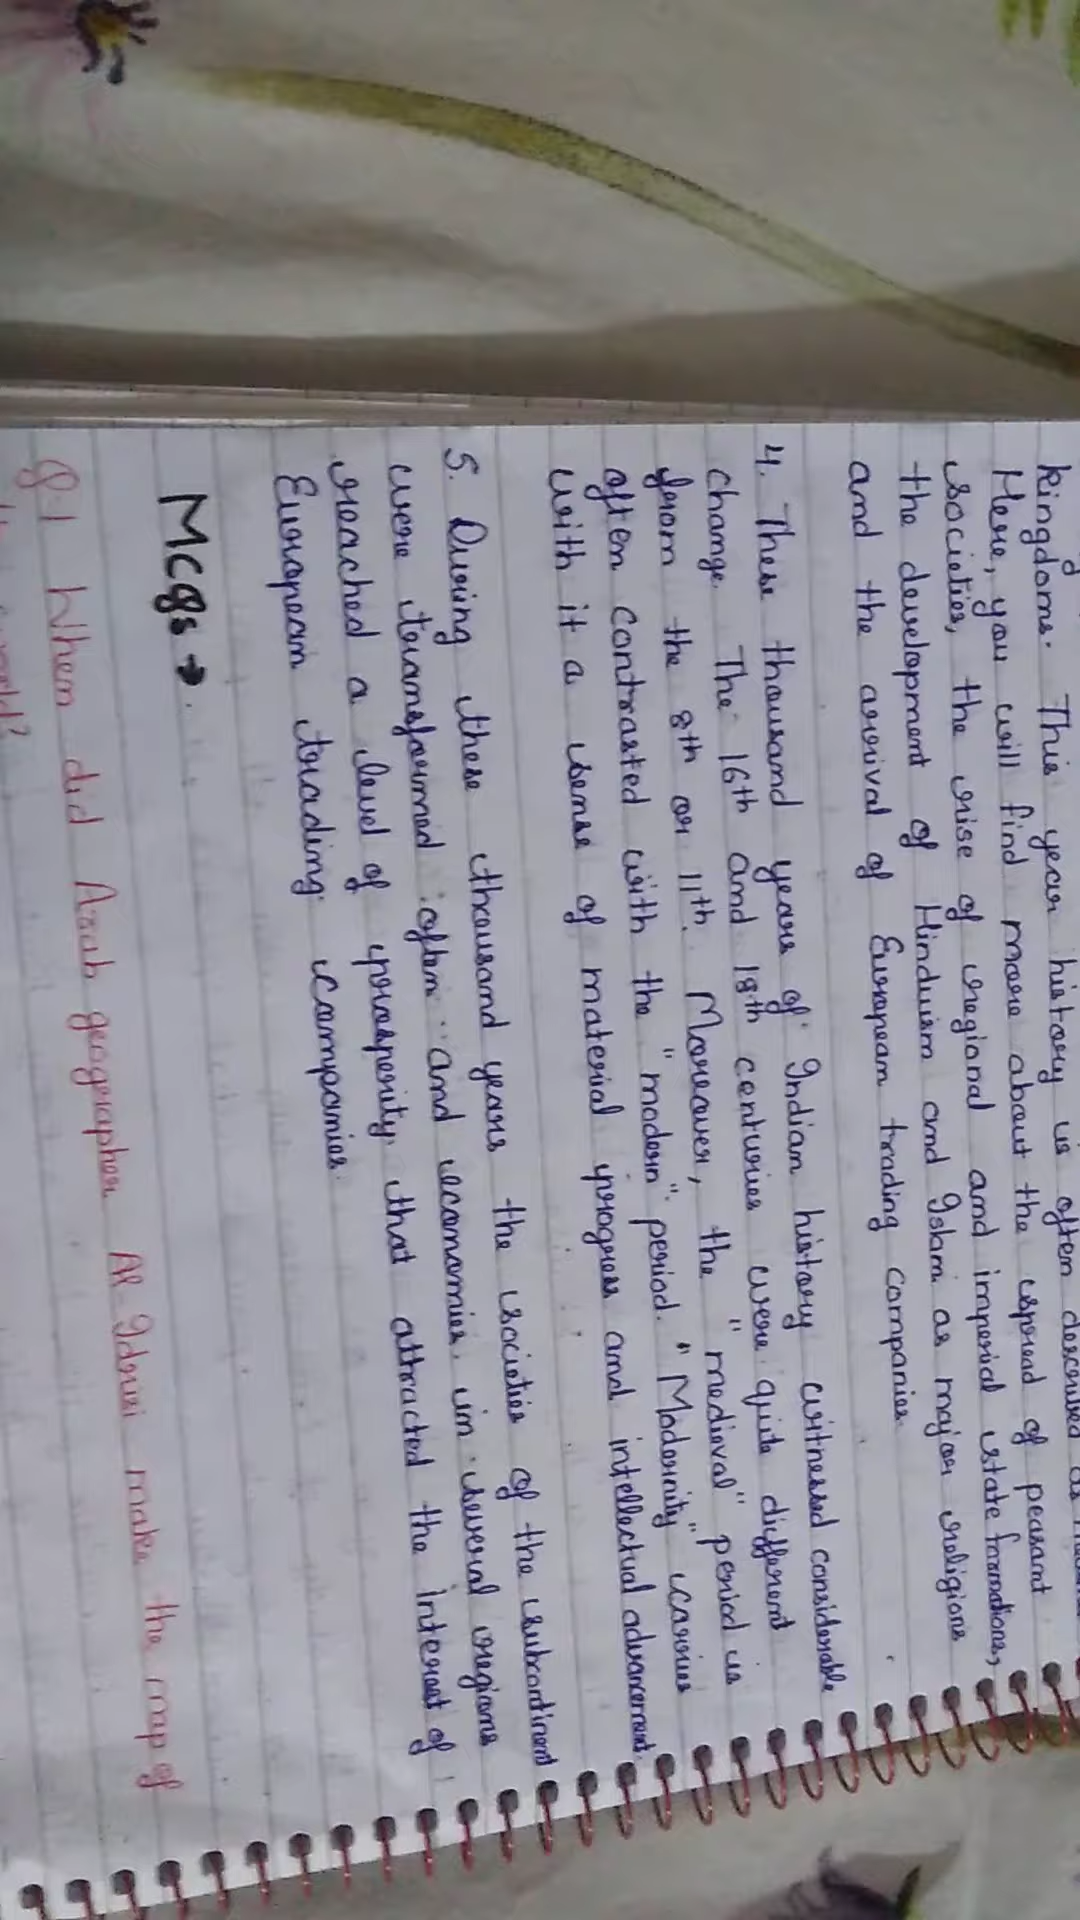 kingdoms. This year history is often described as
Here, you will find more about the spread of peasant
societies, the rise of regional and imperial state formations,
the development of Hinduism and Islam as major religions
and the arrival of European trading companies.
4. These thousand years of Indian history witnessed considerable
change. The 16th and 18th centuries were quite different
from the 8th or 11th. Moreover, the "medieval" period is
often contrasted with the "modern" period. "Modernity" carries
with it a sense of material progress and intellectual advancement.
5. During these thousand years the societies of the subcontinent
were transformed often and economies in several regions
reached a level of prosperity that attracted the interest of
European trading companies.
Mcqs →
Q1 When did Arab geographer Al Idrisi make the map of
world?